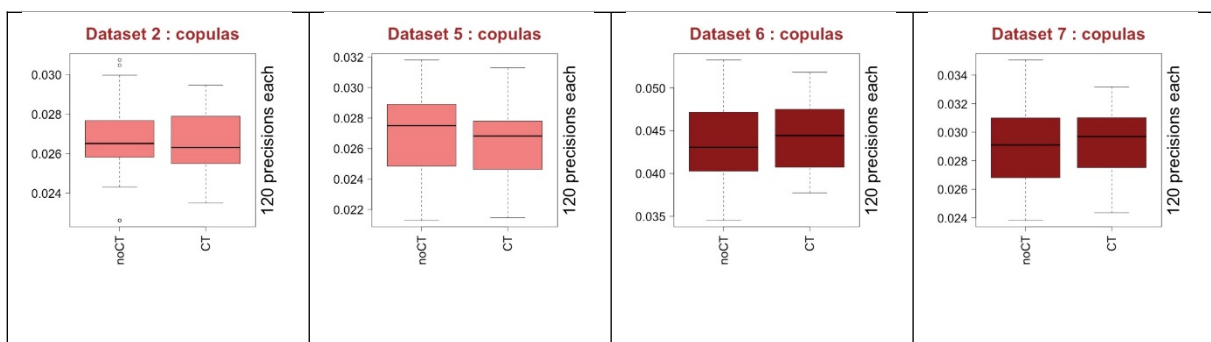 Dataset 2 : copulas
0.030
0.028
0.026
0.024
noCT
CT
120 precisions each
Dataset 5 : copulas
0.032
0.030
0.028
0.026
0.024
0.022
noCT
CT
120 precisions each
Dataset 6 : copulas
0.050
0.045
0.040
0.035
noCT
CT
120 precisions each
Dataset 7 : copulas
0.034
0.032
0.030
0.028
0.026
0.024
noCT
CT
120 precisions each